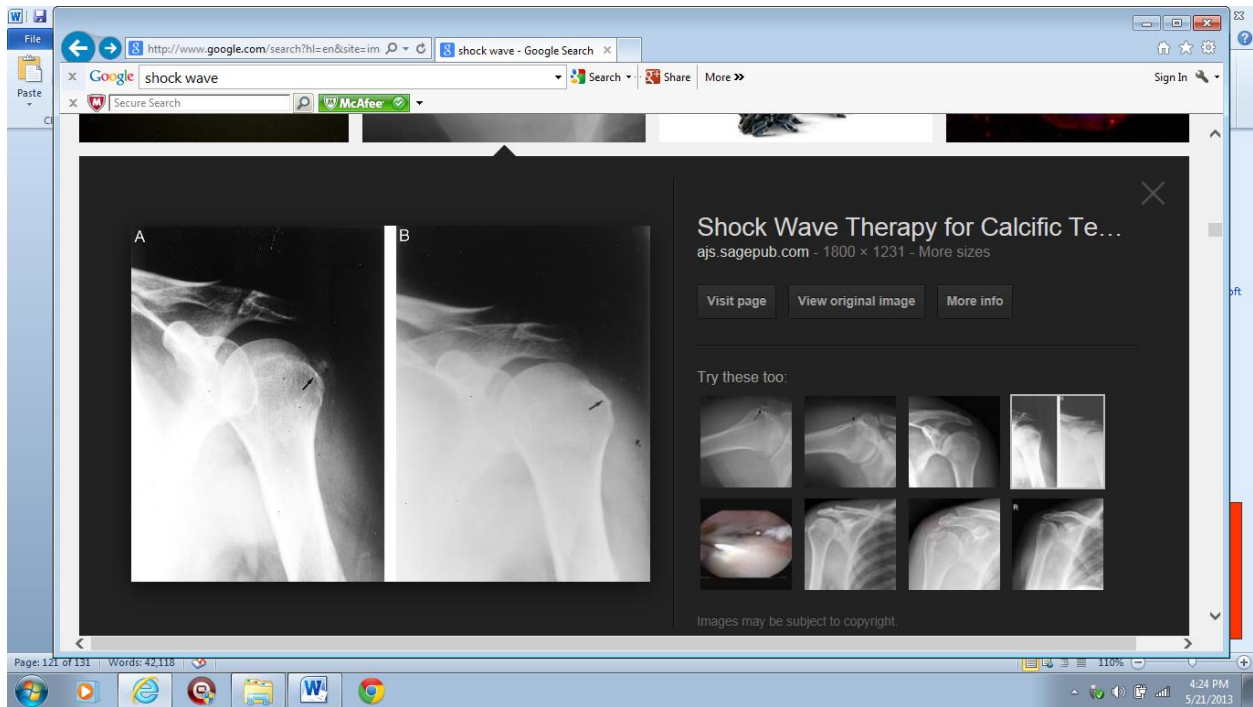 File
http://www.google.com/search?hl=en&site=im
shock wave - Google Search
Google shock wave Search Share More » Sign In
Paste
Secure Search McAfee
A
B
Shock Wave Therapy for Calcific Te...
ajs.sagepub.com - 1800 × 1231 - More sizes
Visit page View original image More info
Try these too:
R
Images may be subject to copyright.
Page: 121 of 131 Words: 42,118 110%
4:24 PM
5/21/2013